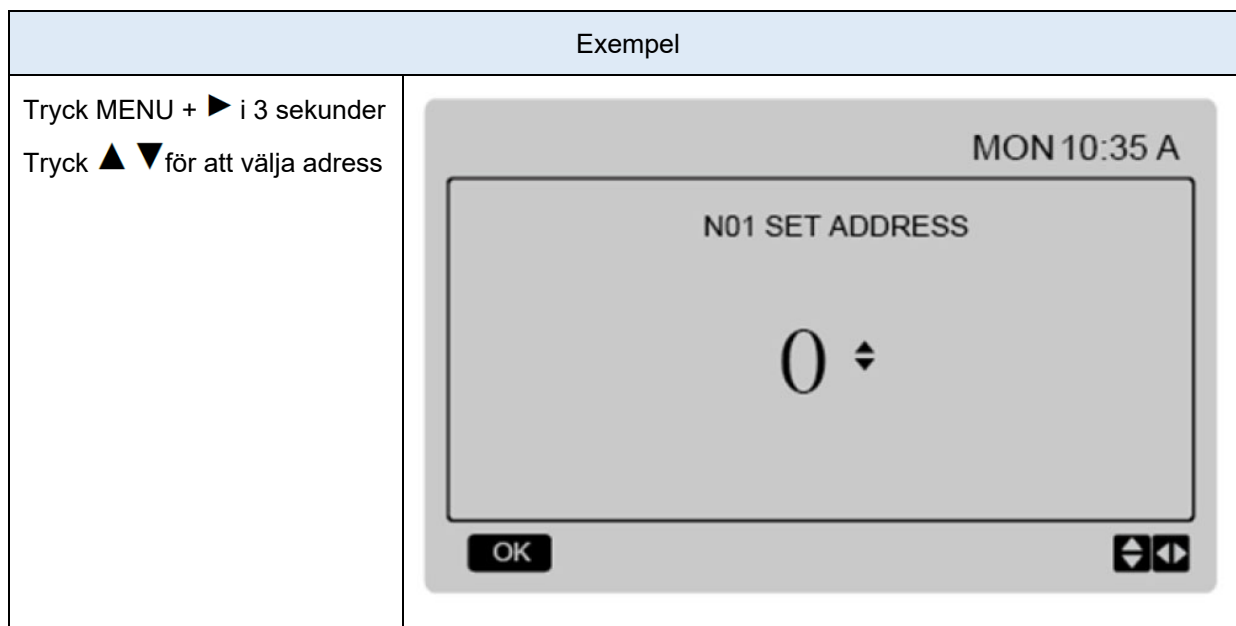 Exempel
Tryck MENU + ► i 3 sekunder
Tryck ▲ ▼för att välja adress
MON 10:35 A
N01 SET ADDRESS
0
OK